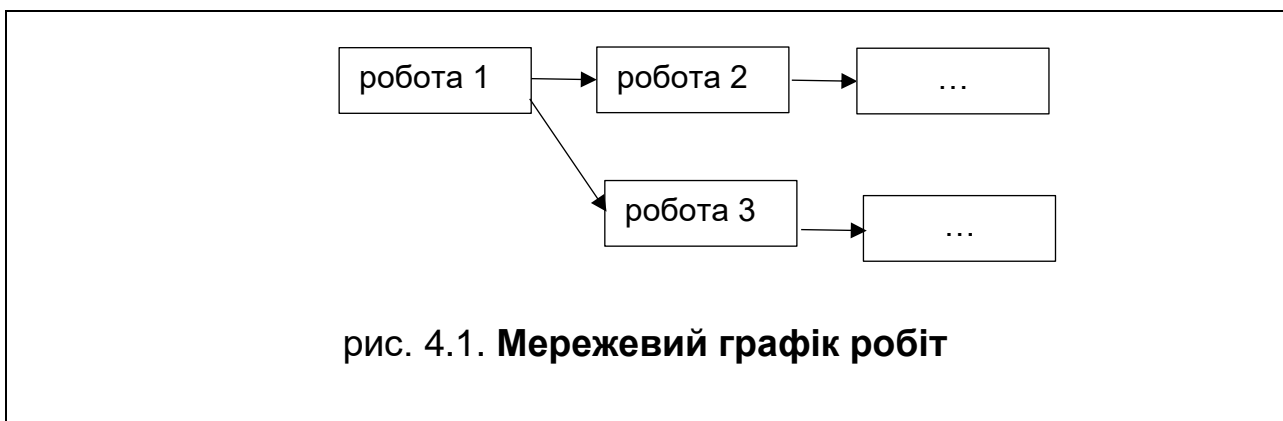 робота 1
робота 2
…
робота 3
…
рис. 4.1. Мережевий графік робіт